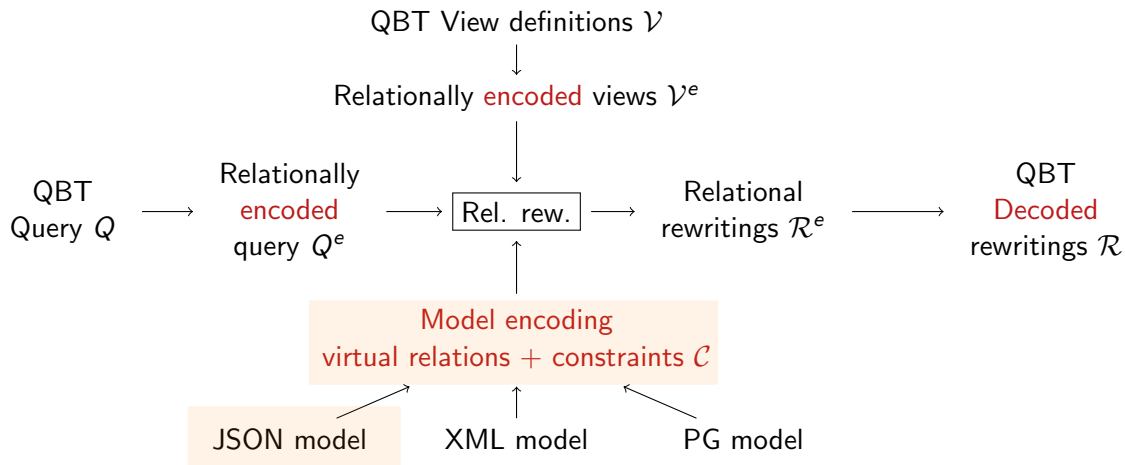 QBT View definitions 𝒱
Relationally encoded views 𝒱ᵉ
QBT
Query Q
Relationally
encoded
query Qᵉ
Rel. rew.
Relational
rewritings ℛᵉ
QBT
Decoded
rewritings ℛ
Model encoding
virtual relations + constraints 𝒞
JSON model
XML model
PG model